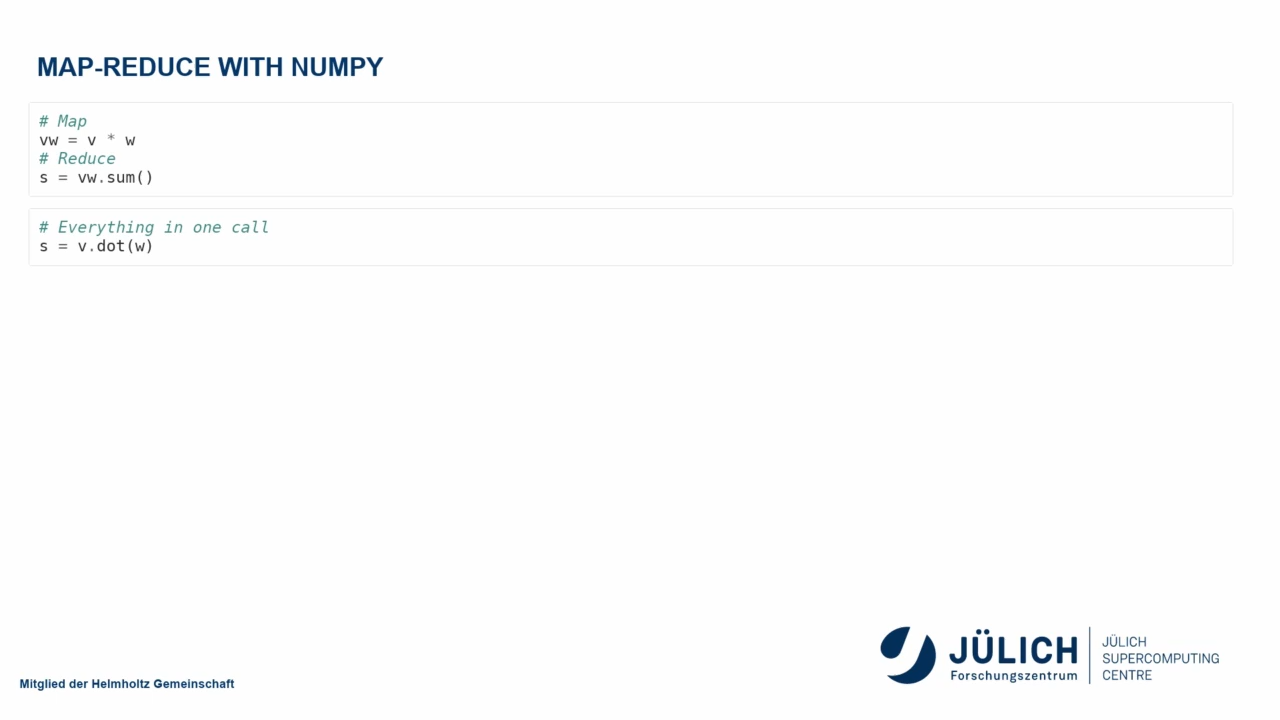 MAP-REDUCE WITH NUMPY
# Map
vw = v * w
# Reduce
s = vw.sum()
# Everything in one call
s = v.dot(w)
JÜLICH
Forschungszentrum
JÜLICH
SUPERCOMPUTING
CENTRE
Mitglied der Helmholtz Gemeinschaft